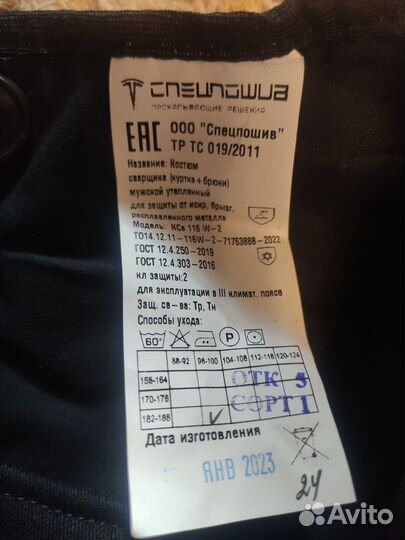 СПЕЦПОШИВ
ПРОКАЧИВАЮЩИЕ РЕШЕНИЯ
ЕАС ООО "Спецпошив"
ТР ТС 019/2011
Название: Костюм
сварщика (куртка+брюки)
мужской утепленный
для защиты от искр, брызг,
расплавленного металла
Модель: КСв 116 W-2
ТО14.12.11-116W-2-71763888-2022
ГОСТ 12.4.250-2019
ГОСТ 12.4.303-2016
кл защиты:2
для эксплуатации в III климат. поясе
Защ. св-ва: Тр, Тн
Способы ухода:
60° P
88-92 96-100 104-108 112-116 120-124
158-164
170-176
182-188
ОТК 5
СОРТ 1
Дата изготовления
ЯНВ 2023
24
Avito